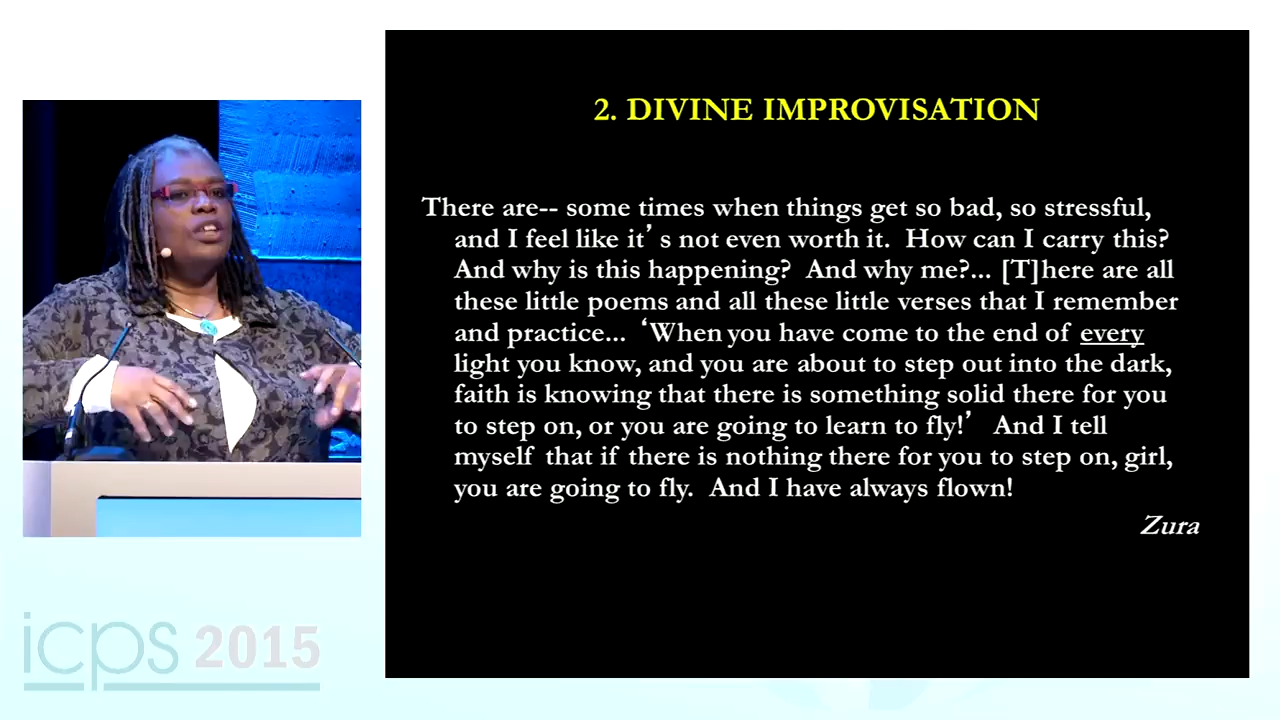 2. DIVINE IMPROVISATION
There are-- some times when things get so bad, so stressful,
and I feel like it’s not even worth it. How can I carry this?
And why is this happening? And why me?... [T]here are all
these little poems and all these little verses that I remember
and practice... ‘When you have come to the end of every
light you know, and you are about to step out into the dark,
faith is knowing that there is something solid there for you
to step on, or you are going to learn to fly!’ And I tell
myself that if there is nothing there for you to step on, girl,
you are going to fly. And I have always flown!
Zura
icps 2015